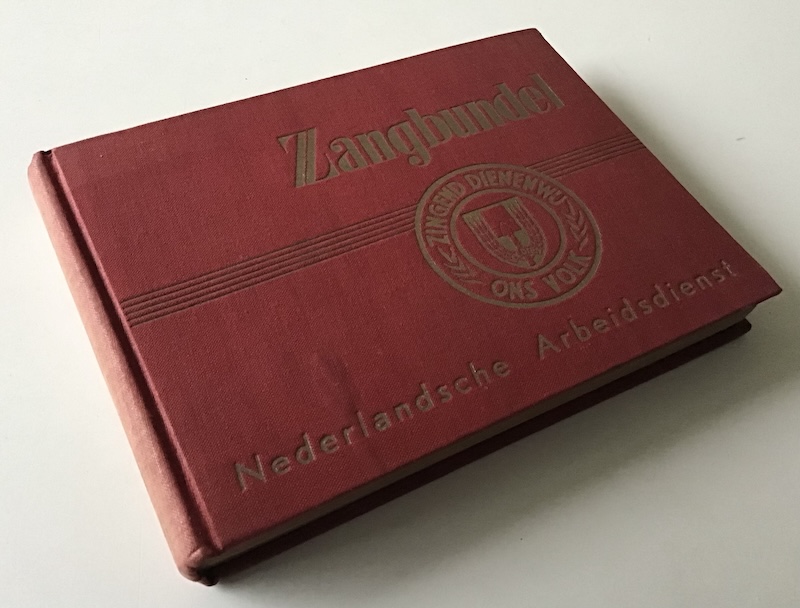 Zangbundel
ZINGEND DIENEN WIJ
ONS VOLK
Nederlandsche Arbeidsdienst